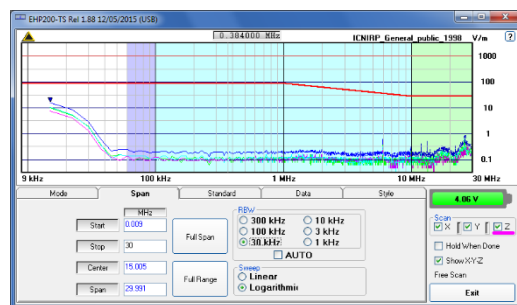 EHP200-TS Rel 1.88 12/05/2015 (USB)
0.384000 MHz
ICNIRP_General_public_1998 V/m
?
1000
100
10
1
0.1
9 kHz 100 kHz 1 MHz 10 MHz 30 MHz
Mode Span Standard Data Style
4.06 V
MHz
Start 0.009
Stop 30
Center 15.005
Span 29.991
Full Span
Full Range
RBW
300 kHz 10 kHz
100 kHz 3 kHz
30 kHz 1 kHz
AUTO
Sweep
Linear
Logarithmic
Scan
X Y Z
Hold When Done
Show X-Y-Z
Free Scan
Exit